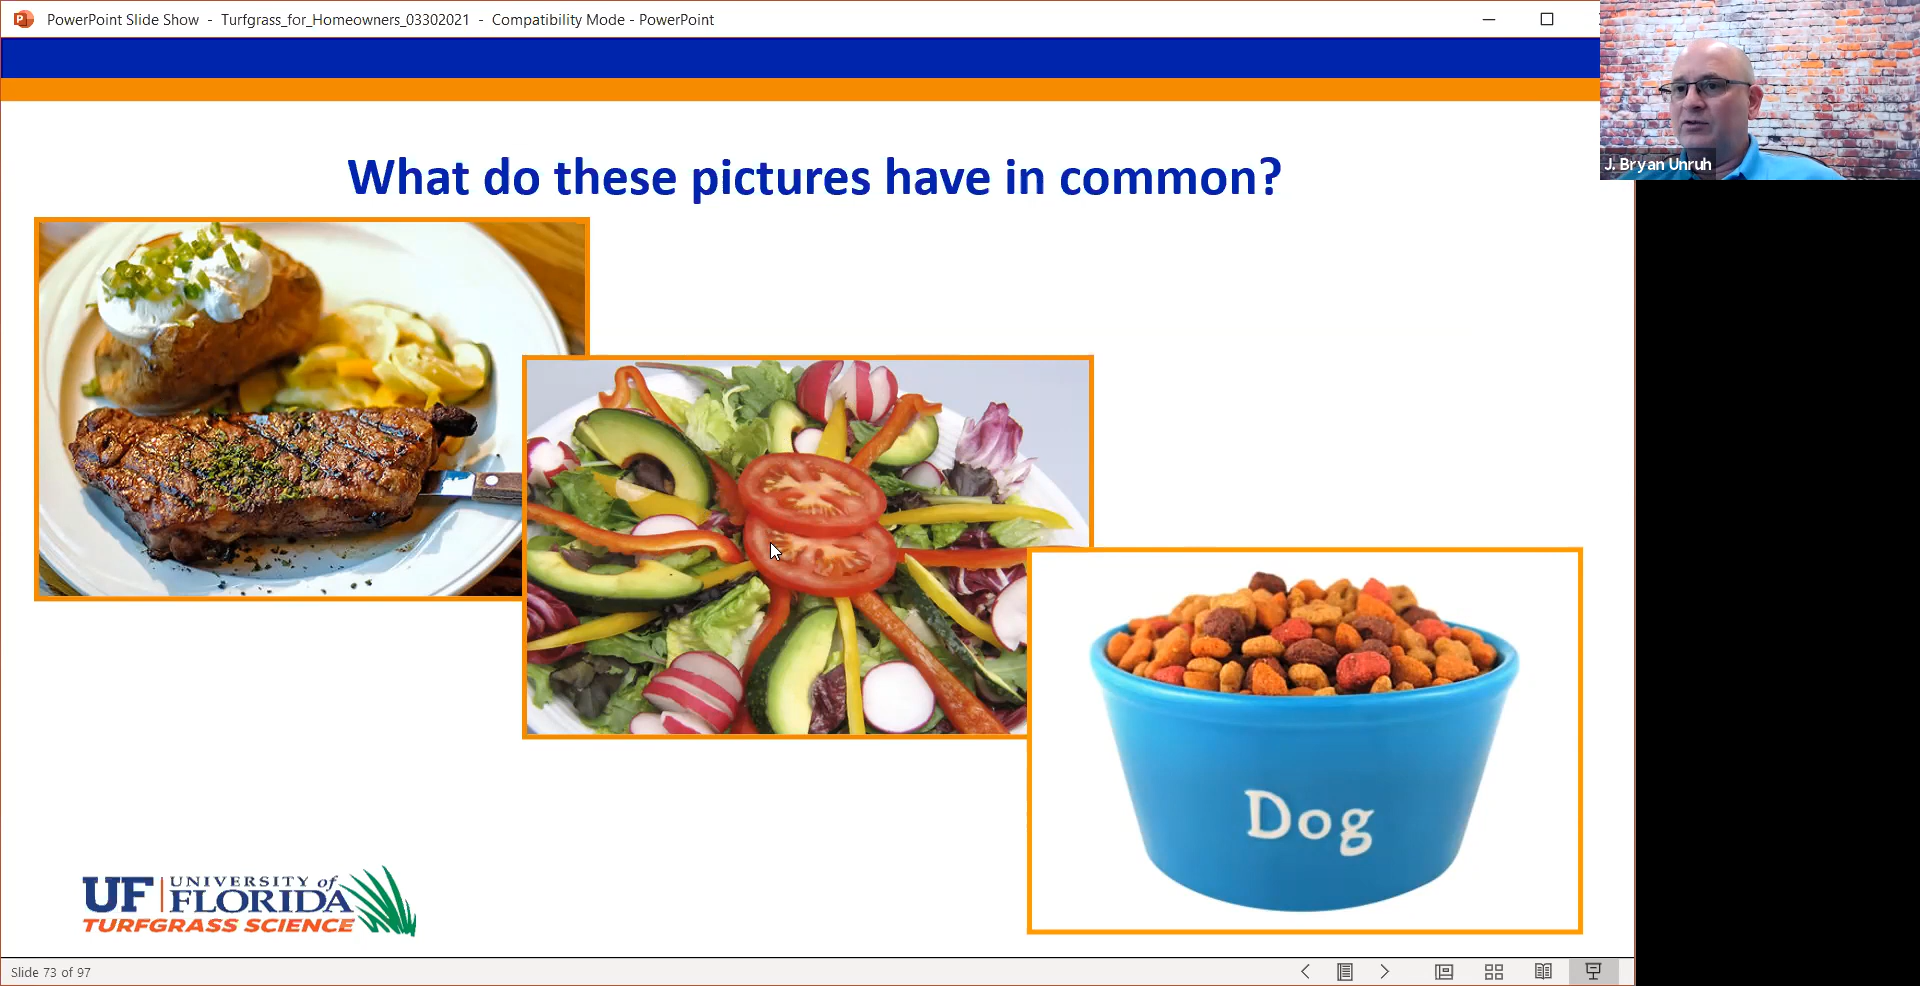 PowerPoint Slide Show - Turfgrass_for_Homeowners_03302021 - Compatibility Mode - PowerPoint
J. Bryan Unruh
What do these pictures have in common?
Dog
UF | UNIVERSITY of
FLORIDA
TURFGRASS SCIENCE
Slide 73 of 97